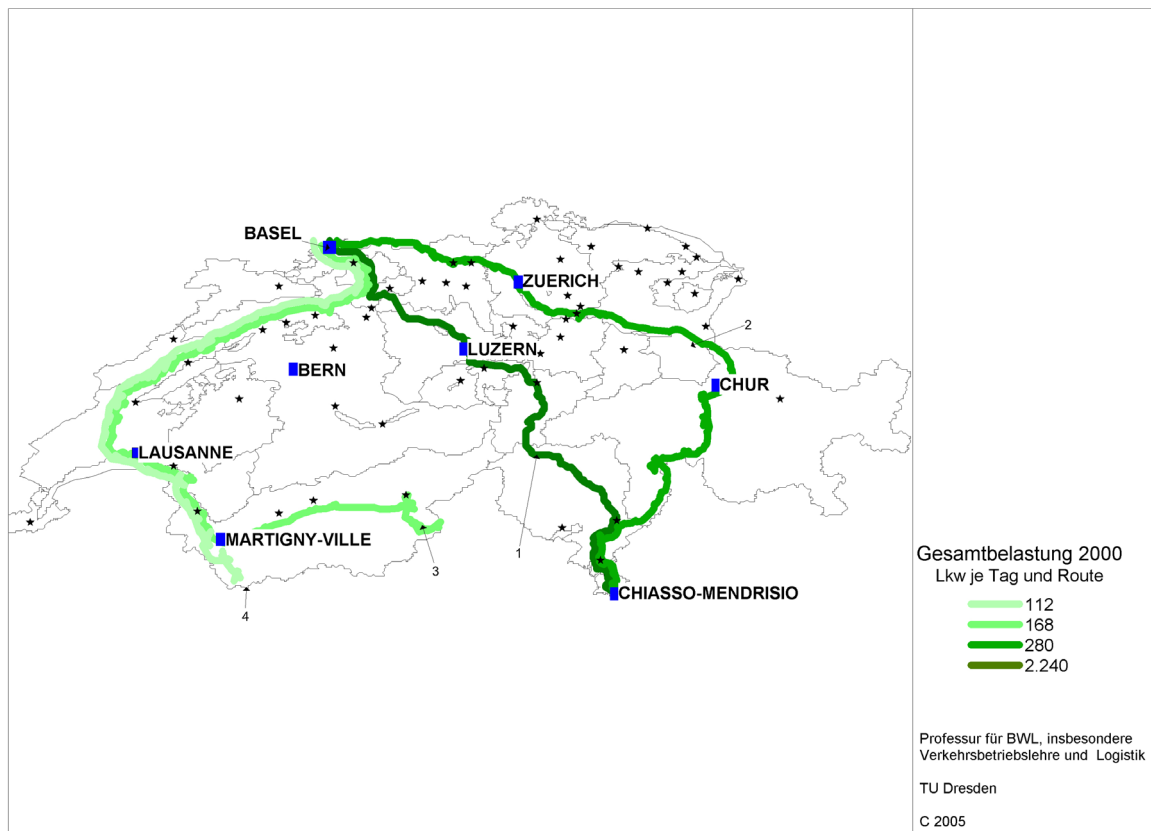 BASEL
ZUERICH
2
LUZERN
BERN
CHUR
LAUSANNE
MARTIGNY-VILLE
1
3
CHIASSO-MENDRISIO
4
Gesamtbelastung 2000
Lkw je Tag und Route
112
168
280
2.240
Professur für BWL, insbesondere
Verkehrsbetriebslehre und Logistik
TU Dresden
C 2005